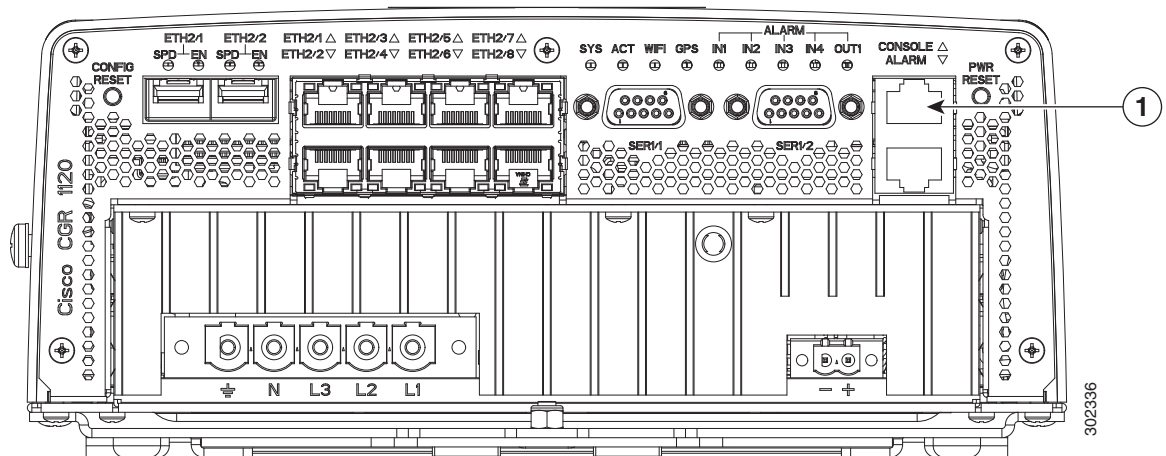 ALARM
ETH2/1 ETH2/2 ETH2/1 △ ETH2/3 △ ETH2/5 △ ETH2/7 △
SPD EN SPD EN ETH2/2 ▽ ETH2/4 ▽ ETH2/6 ▽ ETH2/8 ▽
SYS ACT WIFI GPS IN1 IN2 IN3 IN4 OUT1
CONSOLE △
ALARM ▽
CONFIG
RESET
PWR
RESET
1
SER1/1 SER1/2
Cisco CGR 1120
N L3 L2 L1
- +
302336